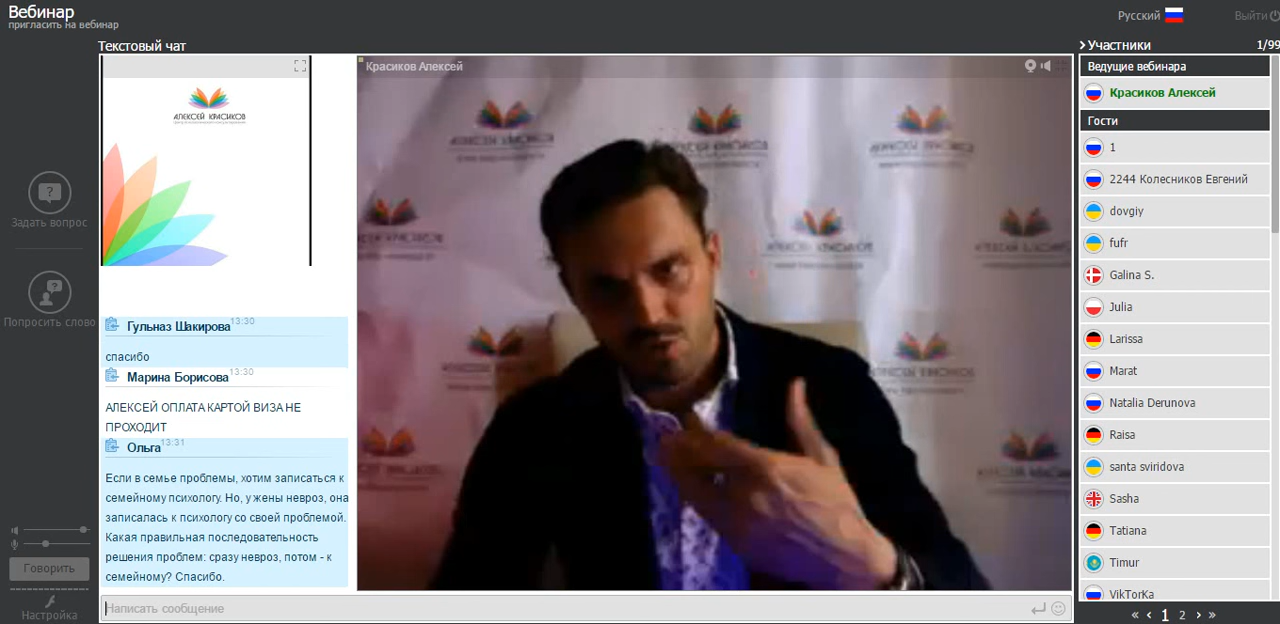 Вебинар
пригласить на вебинар
Русский
Выйти
Текстовый чат
АЛЕКСЕЙ КРАСИКОВ
Задать вопрос
Попросить слово
Гульназ Шакирова 13:30
спасибо
Марина Борисова 13:30
АЛЕКСЕЙ ОПЛАТА КАРТОЙ ВИЗА НЕ
ПРОХОДИТ
Ольга 13:31
Если в семье проблемы, хотим записаться к
семейному психологу. Но, у жены невроз, она
записалась к психологу со своей проблемой.
Какая правильная последовательность
решения проблем: сразу невроз, потом - к
семейному? Спасибо.
Говорить
Настройка
Написать сообщение
Красиков Алексей
Участники 1/99
Ведущие вебинара
Красиков Алексей
Гости
1
2244 Колесников Евгений
dovgiy
fufr
Galina S.
Julia
Larissa
Marat
Natalia Derunova
Raisa
santa sviridova
Sasha
Tatiana
Timur
VikTorKa
« ‹ 1 2 › »